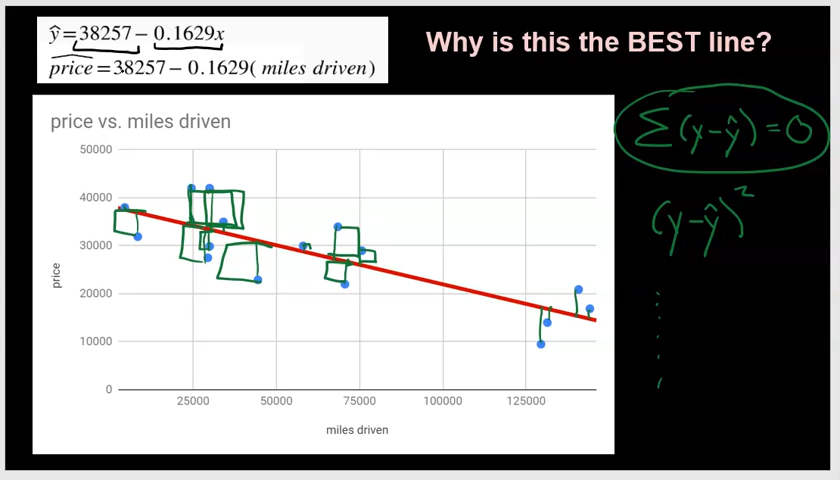 ŷ = 38257 − 0.1629x
price = 38257 − 0.1629( miles driven)
Why is this the BEST line?
price vs. miles driven
50000
40000
30000
20000
10000
0
price
25000
50000
75000
100000
125000
miles driven
Σ(y−ŷ)=0
(y−ŷ)²